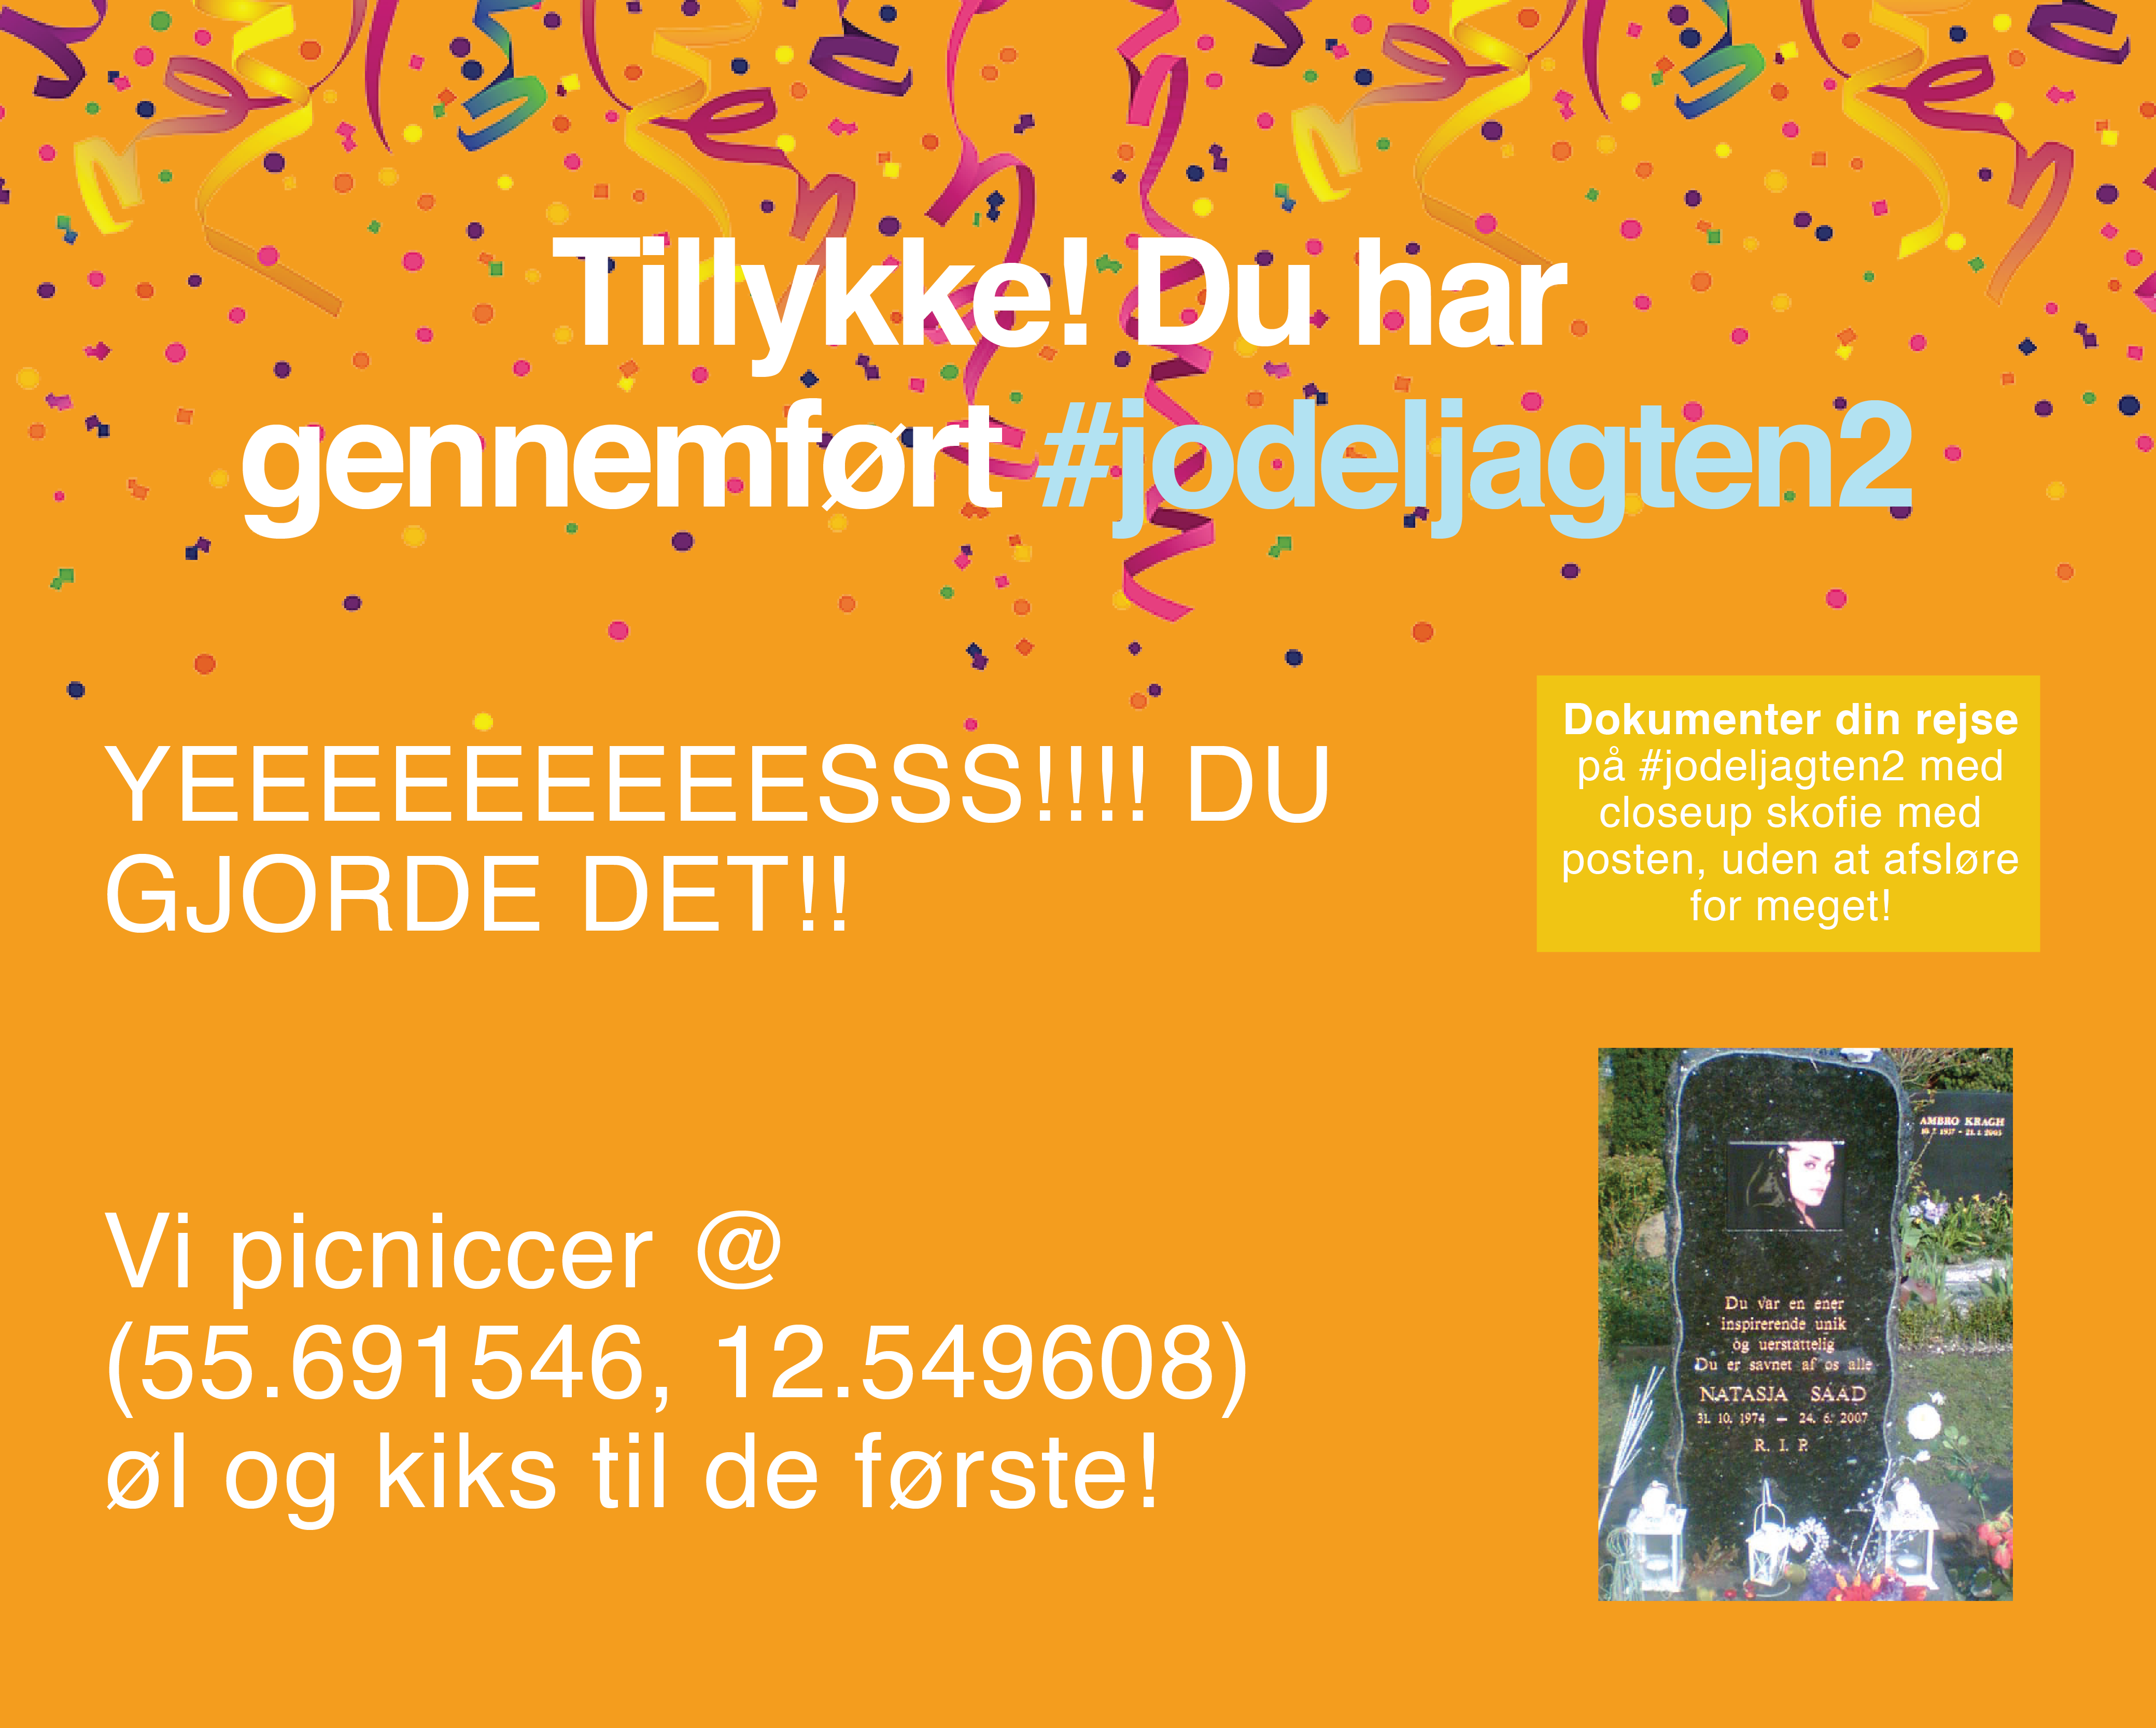 Tillykke! Du har
gennemført #jodeljagten2
YEEEEEEEEESSS!!!! DU
GJORDE DET!!
Dokumenter din rejse
på #jodeljagten2 med
closeup skofie med
posten, uden at afsløre
for meget!
Vi picniccer @
(55.691546, 12.549608)
øl og kiks til de første!
AMBRO KRAGH
Du var en ener
inspirerende unik
og uerstattelig
Du er savnet af os alle
NATASJA SAAD
31. 10. 1974 — 24. 6. 2007
R. I. P.